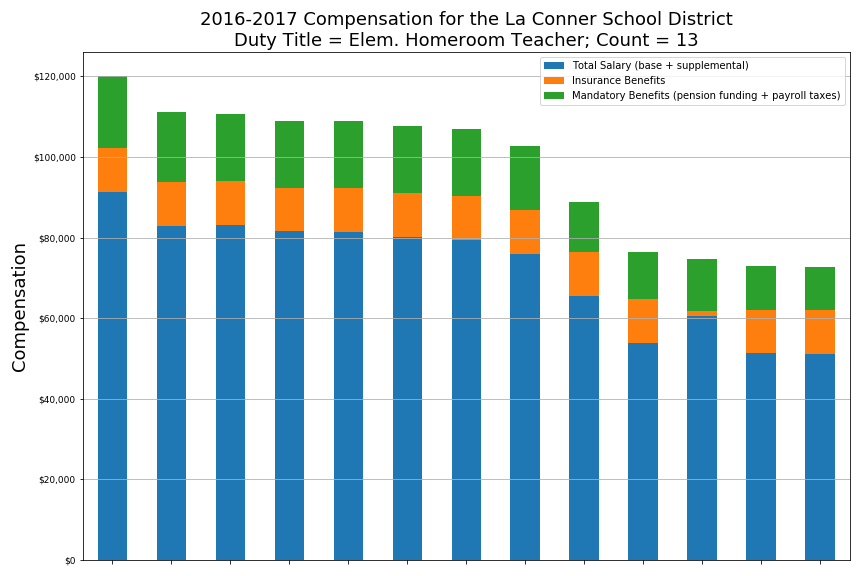 2016-2017 Compensation for the La Conner School District
Duty Title = Elem. Homeroom Teacher; Count = 13
Total Salary (base + supplemental)
Insurance Benefits
Mandatory Benefits (pension funding + payroll taxes)
Compensation
$120,000
$100,000
$80,000
$60,000
$40,000
$20,000
$0